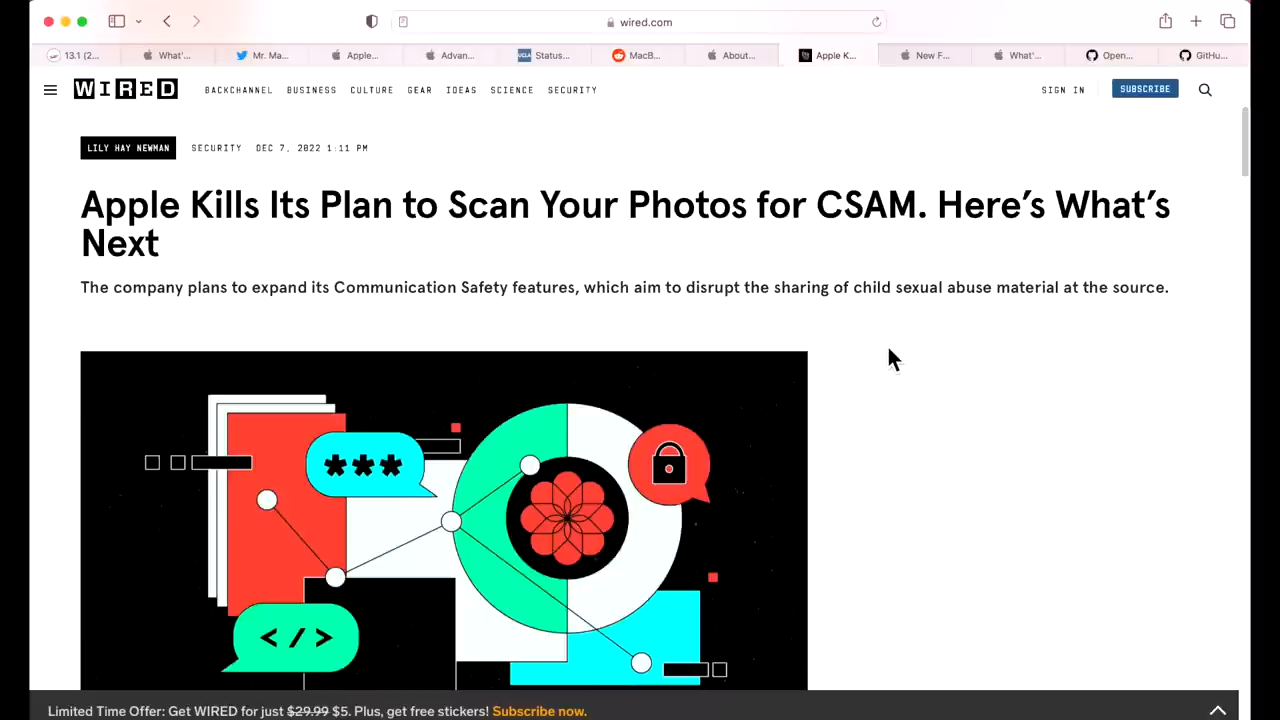 wired.com
13.1 (2...
What'...
Mr. Ma...
Apple...
Advan...
UCLA
Status...
MacB...
About...
Apple K...
New F...
What'...
Open...
GitHu...
WIRED
BACKCHANNEL BUSINESS CULTURE GEAR IDEAS SCIENCE SECURITY
SIGN IN
SUBSCRIBE
LILY HAY NEWMAN SECURITY DEC 7, 2022 1:11 PM
Apple Kills Its Plan to Scan Your Photos for CSAM. Here’s What’s
Next
The company plans to expand its Communication Safety features, which aim to disrupt the sharing of child sexual abuse material at the source.
***
</>
Limited Time Offer: Get WIRED for just $29.99 $5. Plus, get free stickers! Subscribe now.